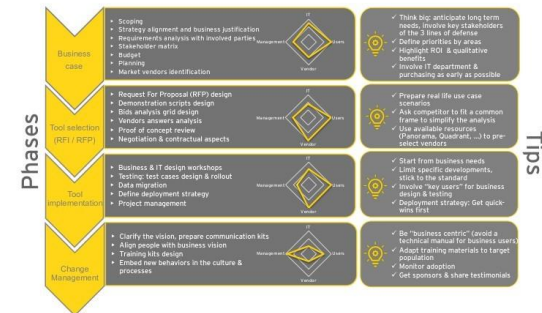 Phases
Business
case
Scoping
Strategy alignment and business justification
Requirements analysis with involved parties
Stakeholder matrix
Budget
Planning
Market vendors identification
IT
Management
Users
Vendor
✓ Think big: anticipate long term
needs, involve key stakeholders
of the 3 lines of defense
✓ Define priorities by areas
✓ Highlight ROI & qualitative
benefits
✓ Involve IT department &
purchasing as early as possible
Tool selection
(RFI / RFP)
Request For Proposal (RFP) design
Demonstration scripts design
Bids analysis grid design
Vendors answers analysis
Proof of concept review
Negotiation & contractual aspects
IT
Management
Users
Vendor
✓ Prepare real life use case
scenarios
✓ Ask competitor to fit a common
frame to simplify the analysis
✓ Use available resources
(Panorama, Quadrant, ...) to pre-
select vendors
Tool
implementation
Business & IT design workshops
Testing: test cases design & rollout
Data migration
Define deployment strategy
Project management
IT
Management
Users
Vendor
✓ Start from business needs
✓ Limit specific developments,
stick to the standard
✓ Involve "key users" for business
design & testing
✓ Deployment strategy: Get quick-
wins first
Change
Management
Clarify the vision, prepare communication kits
Align people with business vision
Training kits design
Embed new behaviors in the culture &
processes
IT
Management
Users
Vendor
✓ Be "business centric" (avoid a
technical manual for business users)
✓ Adapt training materials to target
population
✓ Monitor adoption
✓ Get sponsors & share testimonials
Tips